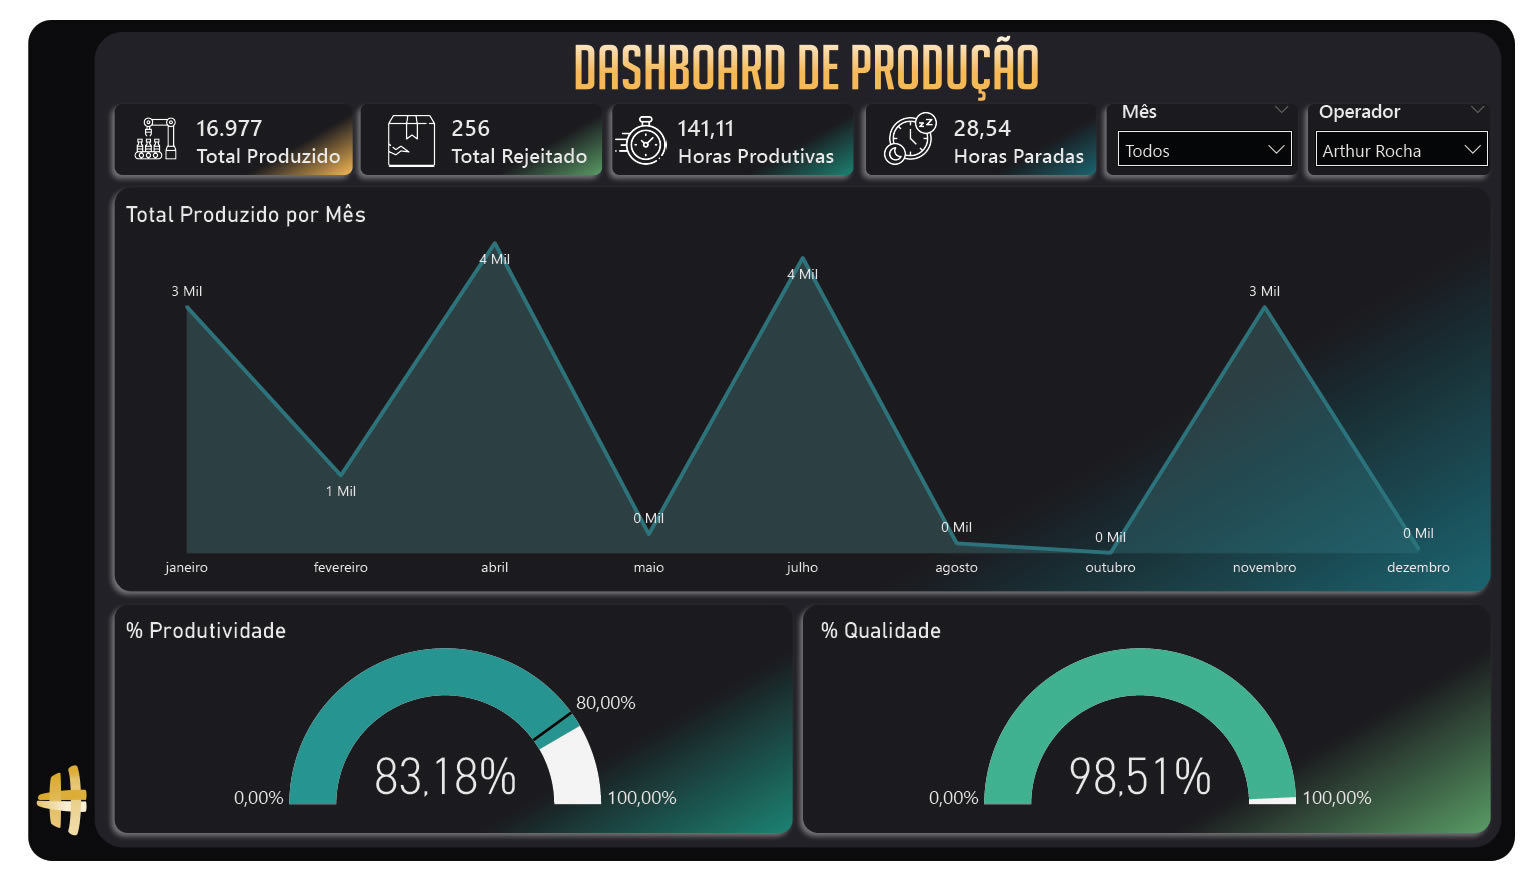 DASHBOARD DE PRODUÇÃO
16.977
Total Produzido
256
Total Rejeitado
141,11
Horas Produtivas
28,54
Horas Paradas
Mês
Todos
Operador
Arthur Rocha
Total Produzido por Mês
3 Mil
1 Mil
4 Mil
0 Mil
4 Mil
0 Mil
0 Mil
3 Mil
0 Mil
janeiro
fevereiro
abril
maio
julho
agosto
outubro
novembro
dezembro
% Produtividade
80,00%
83,18%
0,00%
100,00%
% Qualidade
98,51%
0,00%
100,00%